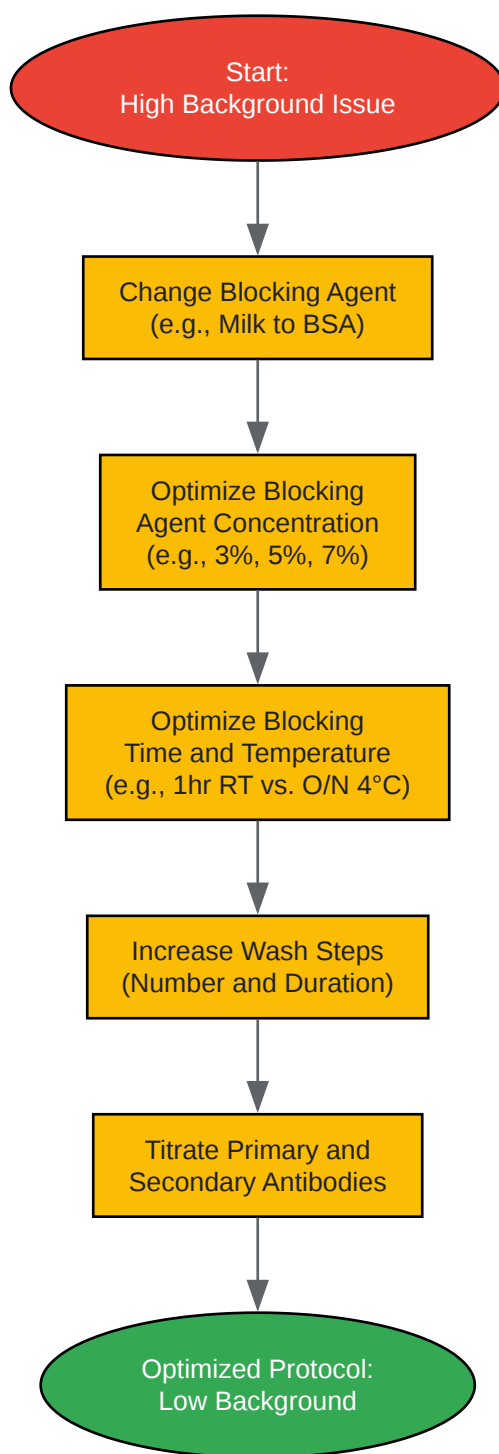 Start:
High Background Issue
Change Blocking Agent
(e.g., Milk to BSA)
Optimize Blocking
Agent Concentration
(e.g., 3%, 5%, 7%)
Optimize Blocking
Time and Temperature
(e.g., 1hr RT vs. O/N 4°C)
Increase Wash Steps
(Number and Duration)
Titrate Primary and
Secondary Antibodies
Optimized Protocol:
Low Background